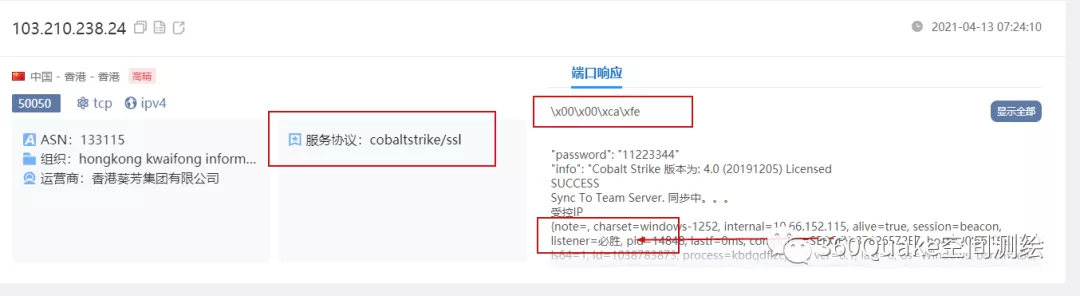 103.210.238.24
2021-04-13 07:24:10
中国 - 香港 - 香港 高精
50050 tcp ipv4
ASN：133115
组织：hongkong kwaifong inform...
运营商：香港葵芳集团有限公司
服务协议：cobaltstrike/ssl
端口响应
\x00\x00\xca\xfe
显示全部
"password": "11223344"
"info": "Cobalt Strike 版本为: 4.0 (20191205) Licensed
SUCCESS
Sync To Team Server. 同步中。。。
受控IP
{note=, charset=windows-1252, internal=10.66.152.115, alive=true, session=beacon,
listener=必胜, pid=14848, lastf=0ms,
is64=1, id=1038783873,
360Quake空间测绘